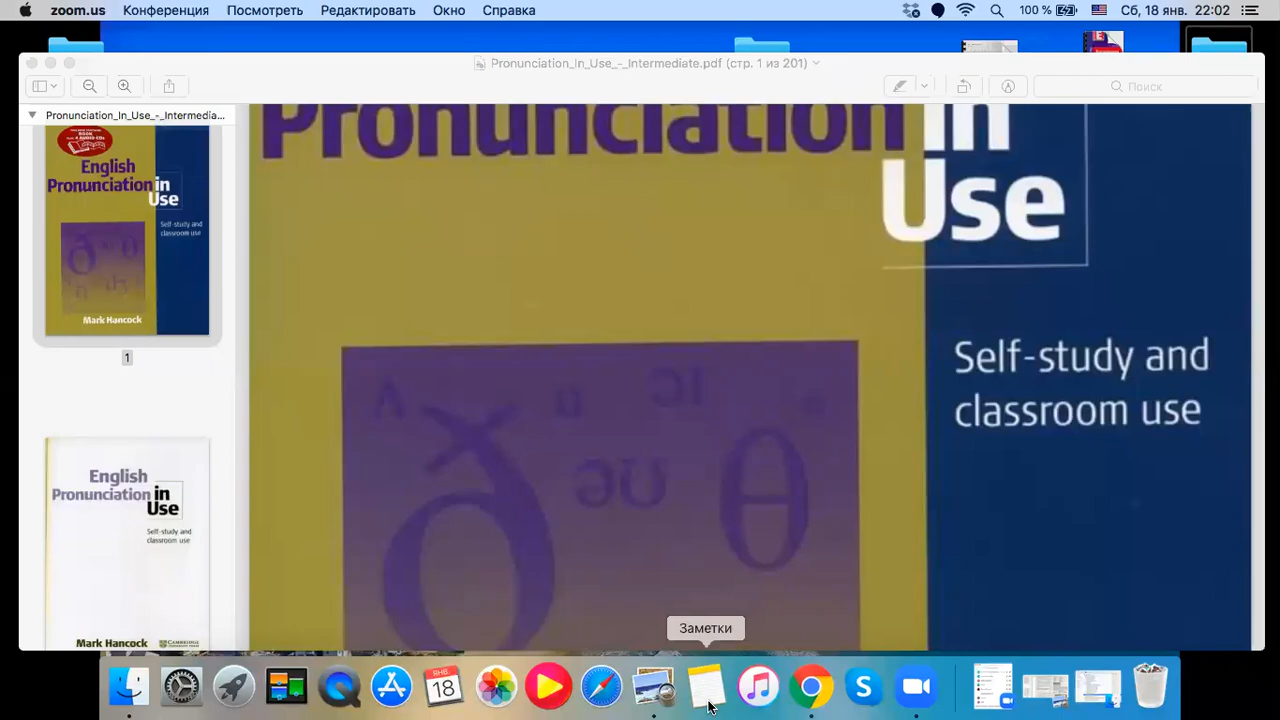 zoom.us Конференция Посмотреть Редактировать Окно Справка 100 % Сб, 18 янв. 22:02
Pronunciation_In_Use_-_Intermediate.pdf (стр. 1 из 201)
Поиск
Pronunciation_In_Use_-_Intermedia...
English
Pronunciation in
Use
Self-study and
classroom use
Mark Hancock
1
English
Pronunciation in
Use
Self-study and
classroom use
Mark Hancock
CAMBRIDGE
Pronunciation in
Use
Self-study and
classroom use
ʌ ɔɪ
ð əʊ θ
Заметки
ЯНВ.
18